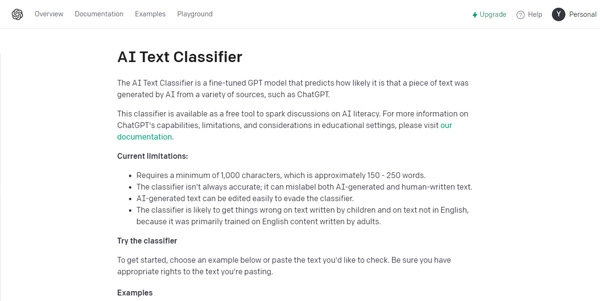 Overview Documentation Examples Playground Upgrade Help Y Personal
AI Text Classifier
The AI Text Classifier is a fine-tuned GPT model that predicts how likely it is that a piece of text was
generated by AI from a variety of sources, such as ChatGPT.
This classifier is available as a free tool to spark discussions on AI literacy. For more information on
ChatGPT's capabilities, limitations, and considerations in educational settings, please visit our
documentation.
Current limitations:
• Requires a minimum of 1,000 characters, which is approximately 150 - 250 words.
• The classifier isn't always accurate; it can mislabel both AI-generated and human-written text.
• AI-generated text can be edited easily to evade the classifier.
• The classifier is likely to get things wrong on text written by children and on text not in English,
because it was primarily trained on English content written by adults.
Try the classifier
To get started, choose an example below or paste the text you'd like to check. Be sure you have
appropriate rights to the text you're pasting.
Examples